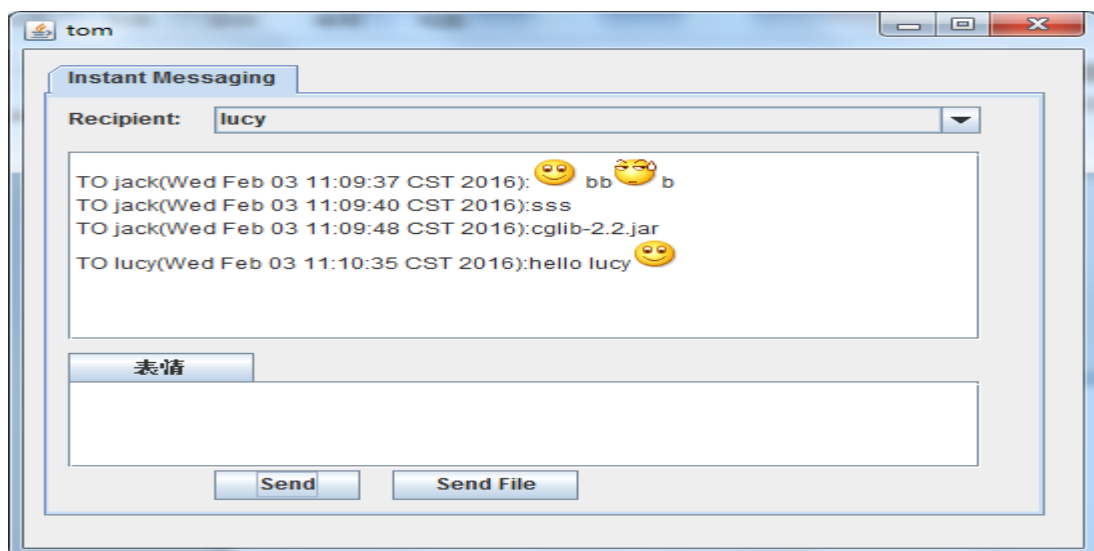 tom
Instant Messaging
Recipient: lucy
TO jack(Wed Feb 03 11:09:37 CST 2016): bb b
TO jack(Wed Feb 03 11:09:40 CST 2016):sss
TO jack(Wed Feb 03 11:09:48 CST 2016):cglib-2.2.jar
TO lucy(Wed Feb 03 11:10:35 CST 2016):hello lucy
表情
Send Send File